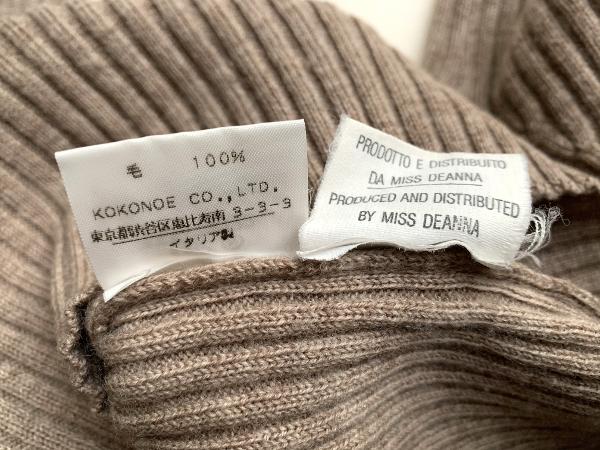 毛 100%
KOKONOE CO., LTD.
東京都渋谷区恵比寿南 3-3-9
イタリア製
PRODOTTO E DISTRIBUITO
DA MISS DEANNA
PRODUCED AND DISTRIBUTED
BY MISS DEANNA